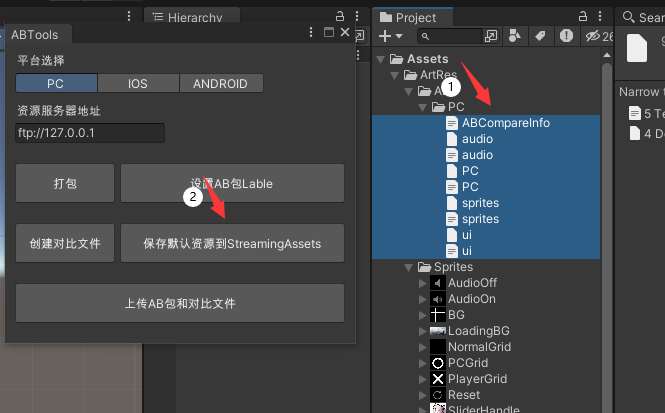 Hierarchy
ABTools
平台选择
PC
IOS
ANDROID
资源服务器地址
ftp://127.0.0.1
打包
设置AB包Lable
2
创建对比文件
保存默认资源到StreamingAssets
上传AB包和对比文件
Project
26
Assets
ArtRes
1
PC
ABCompareInfo
audio
audio
PC
PC
sprites
sprites
ui
ui
Sprites
AudioOff
AudioOn
BG
LoadingBG
NormalGrid
PCGrid
PlayerGrid
Reset
SliderHandle
Narrow t
5 Te
4 D